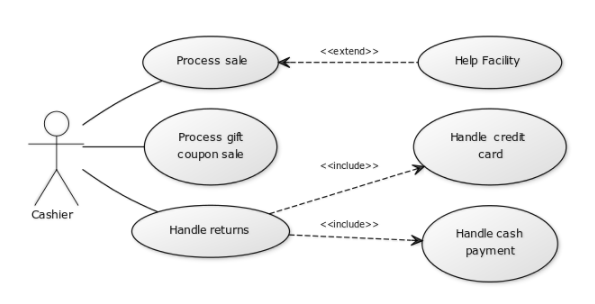 Process sale
<<extend>>
Help Facility
Process gift
coupon sale
Handle credit
card
<<include>>
Cashier
Handle returns
<<include>>
Handle cash
payment